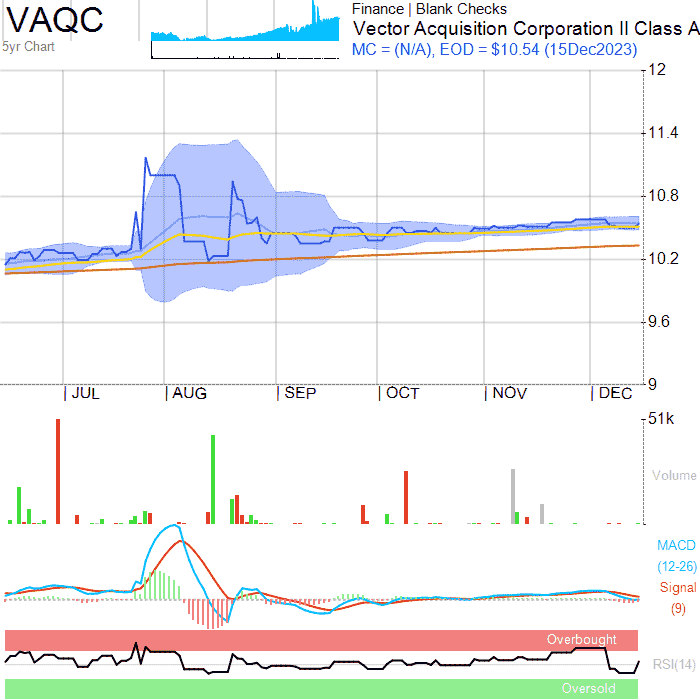 VAQC
5yr Chart
Finance | Blank Checks
Vector Acquisition Corporation II Class A
MC = (N/A), EOD = $10.54 (15Dec2023)
12
11.4
10.8
10.2
9.6
9
JUL AUG SEP OCT NOV DEC
51k
Volume
MACD
(12-26)
Signal
(9)
Overbought
RSI(14)
Oversold